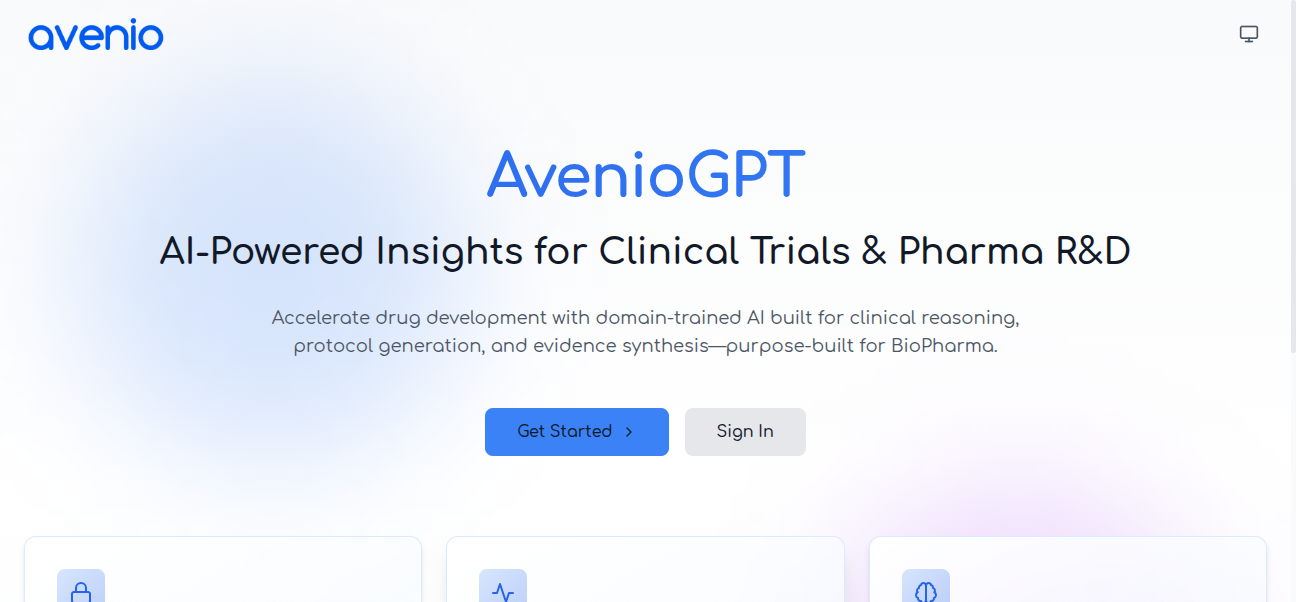 avenio
AvenioGPT
AI-Powered Insights for Clinical Trials & Pharma R&D
Accelerate drug development with domain-trained AI built for clinical reasoning,
protocol generation, and evidence synthesis—purpose-built for BioPharma.
Get Started
Sign In